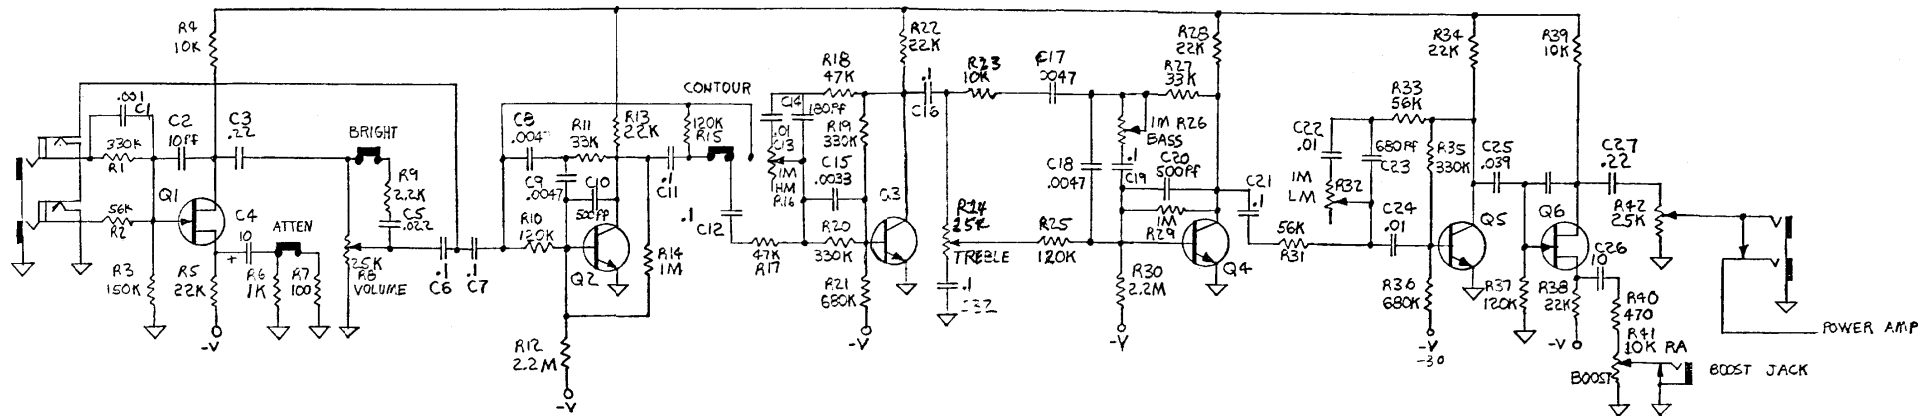 R4
10K
.001
C1
C2
10PF
C3
.22
330K
R1
Q1
56K
R2
R3
150K
R5
22K
-V
C4
10
+
ATTEN
R6
1K
R7
100
BRIGHT
R9
2.2K
C5
.022
25K
R8
VOLUME
.1
C6
.1
C7
C8
.0047
R11
33K
R13
22K
C9
.0047
C10
500PF
R10
120K
Q2
R14
1M
R12
2.2M
-V
CONTOUR
120K
R15
.1
C11
.1
C12
R18
47K
C14
180PF
.01
C13
1M
HM
R16
R19
330K
C15
.0033
47K
R17
R20
330K
R21
680K
-V
R22
22K
Q3
.1
C16
R23
10K
R24
25K
TREBLE
.1
C32
C17
.0047
C18
.0047
R25
120K
R28
22K
R27
33K
1M R26
BASS
.1
C19
C20
500PF
1M
R29
R30
2.2M
-V
Q4
C21
.1
56K
R31
C22
.01
R33
56K
680PF
C23
1M
LM
R32
C24
.01
R34
22K
R35
330K
R36
680K
-V
-30
Q5
C25
.039
R37
120K
R39
10K
Q6
R38
22K
-V
C26
10
C27
.22
R42
25K
R40
470
R41
10K RA
BOOST
BOOST JACK
POWER AMP